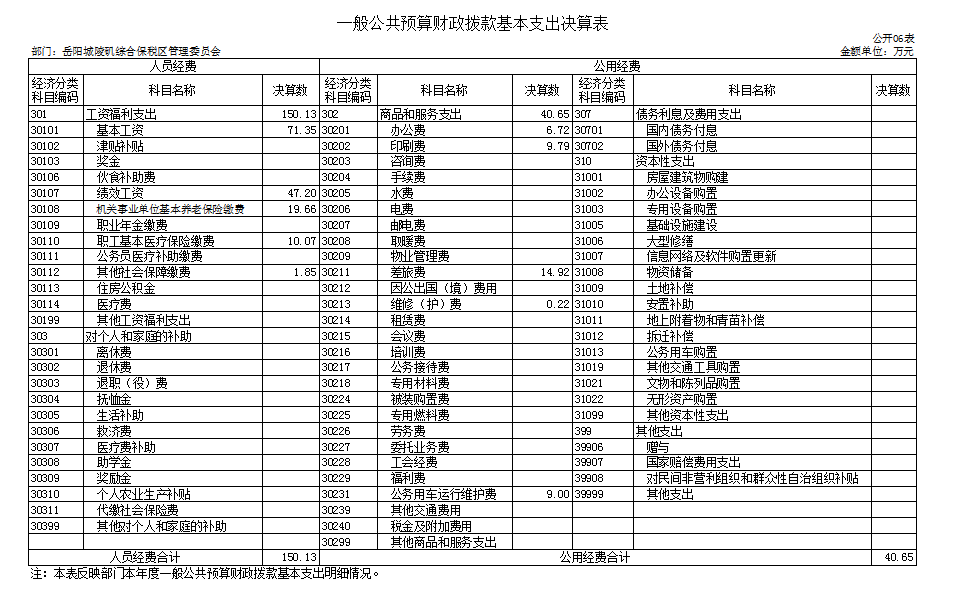 一般公共预算财政拨款基本支出决算表
公开06表
部门：岳阳城陵矶综合保税区管理委员会 金额单位：万元
人员经费 公用经费
经济分类科目编码 科目名称 决算数 经济分类科目编码 科目名称 决算数 经济分类科目编码 科目名称 决算数
301 工资福利支出 150.13 302 商品和服务支出 40.65 307 债务利息及费用支出
30101 基本工资 71.35 30201 办公费 6.72 30701 国内债务付息
30102 津贴补贴 30202 印刷费 9.79 30702 国外债务付息
30103 奖金 30203 咨询费 310 资本性支出
30106 伙食补助费 30204 手续费 31001 房屋建筑物购建
30107 绩效工资 47.20 30205 水费 31002 办公设备购置
30108 机关事业单位基本养老保险缴费 19.66 30206 电费 31003 专用设备购置
30109 职业年金缴费 30207 邮电费 31005 基础设施建设
30110 职工基本医疗保险缴费 10.07 30208 取暖费 31006 大型修缮
30111 公务员医疗补助缴费 30209 物业管理费 31007 信息网络及软件购置更新
30112 其他社会保障缴费 1.85 30211 差旅费 14.92 31008 物资储备
30113 住房公积金 30212 因公出国（境）费用 31009 土地补偿
30114 医疗费 30213 维修（护）费 0.22 31010 安置补助
30199 其他工资福利支出 30214 租赁费 31011 地上附着物和青苗补偿
303 对个人和家庭的补助 30215 会议费 31012 拆迁补偿
30301 离休费 30216 培训费 31013 公务用车购置
30302 退休费 30217 公务接待费 31019 其他交通工具购置
30303 退职（役）费 30218 专用材料费 31021 文物和陈列品购置
30304 抚恤金 30224 被装购置费 31022 无形资产购置
30305 生活补助 30225 专用燃料费 31099 其他资本性支出
30306 救济费 30226 劳务费 399 其他支出
30307 医疗费补助 30227 委托业务费 39906 赠与
30308 助学金 30228 工会经费 39907 国家赔偿费用支出
30309 奖励金 30229 福利费 39908 对民间非营利组织和群众性自治组织补贴
30310 个人农业生产补贴 30231 公务用车运行维护费 9.00 39999 其他支出
30311 代缴社会保险费 30239 其他交通费用
30399 其他对个人和家庭的补助 30240 税金及附加费用
30299 其他商品和服务支出
人员经费合计 150.13 公用经费合计 40.65
注：本表反映部门本年度一般公共预算财政拨款基本支出明细情况。